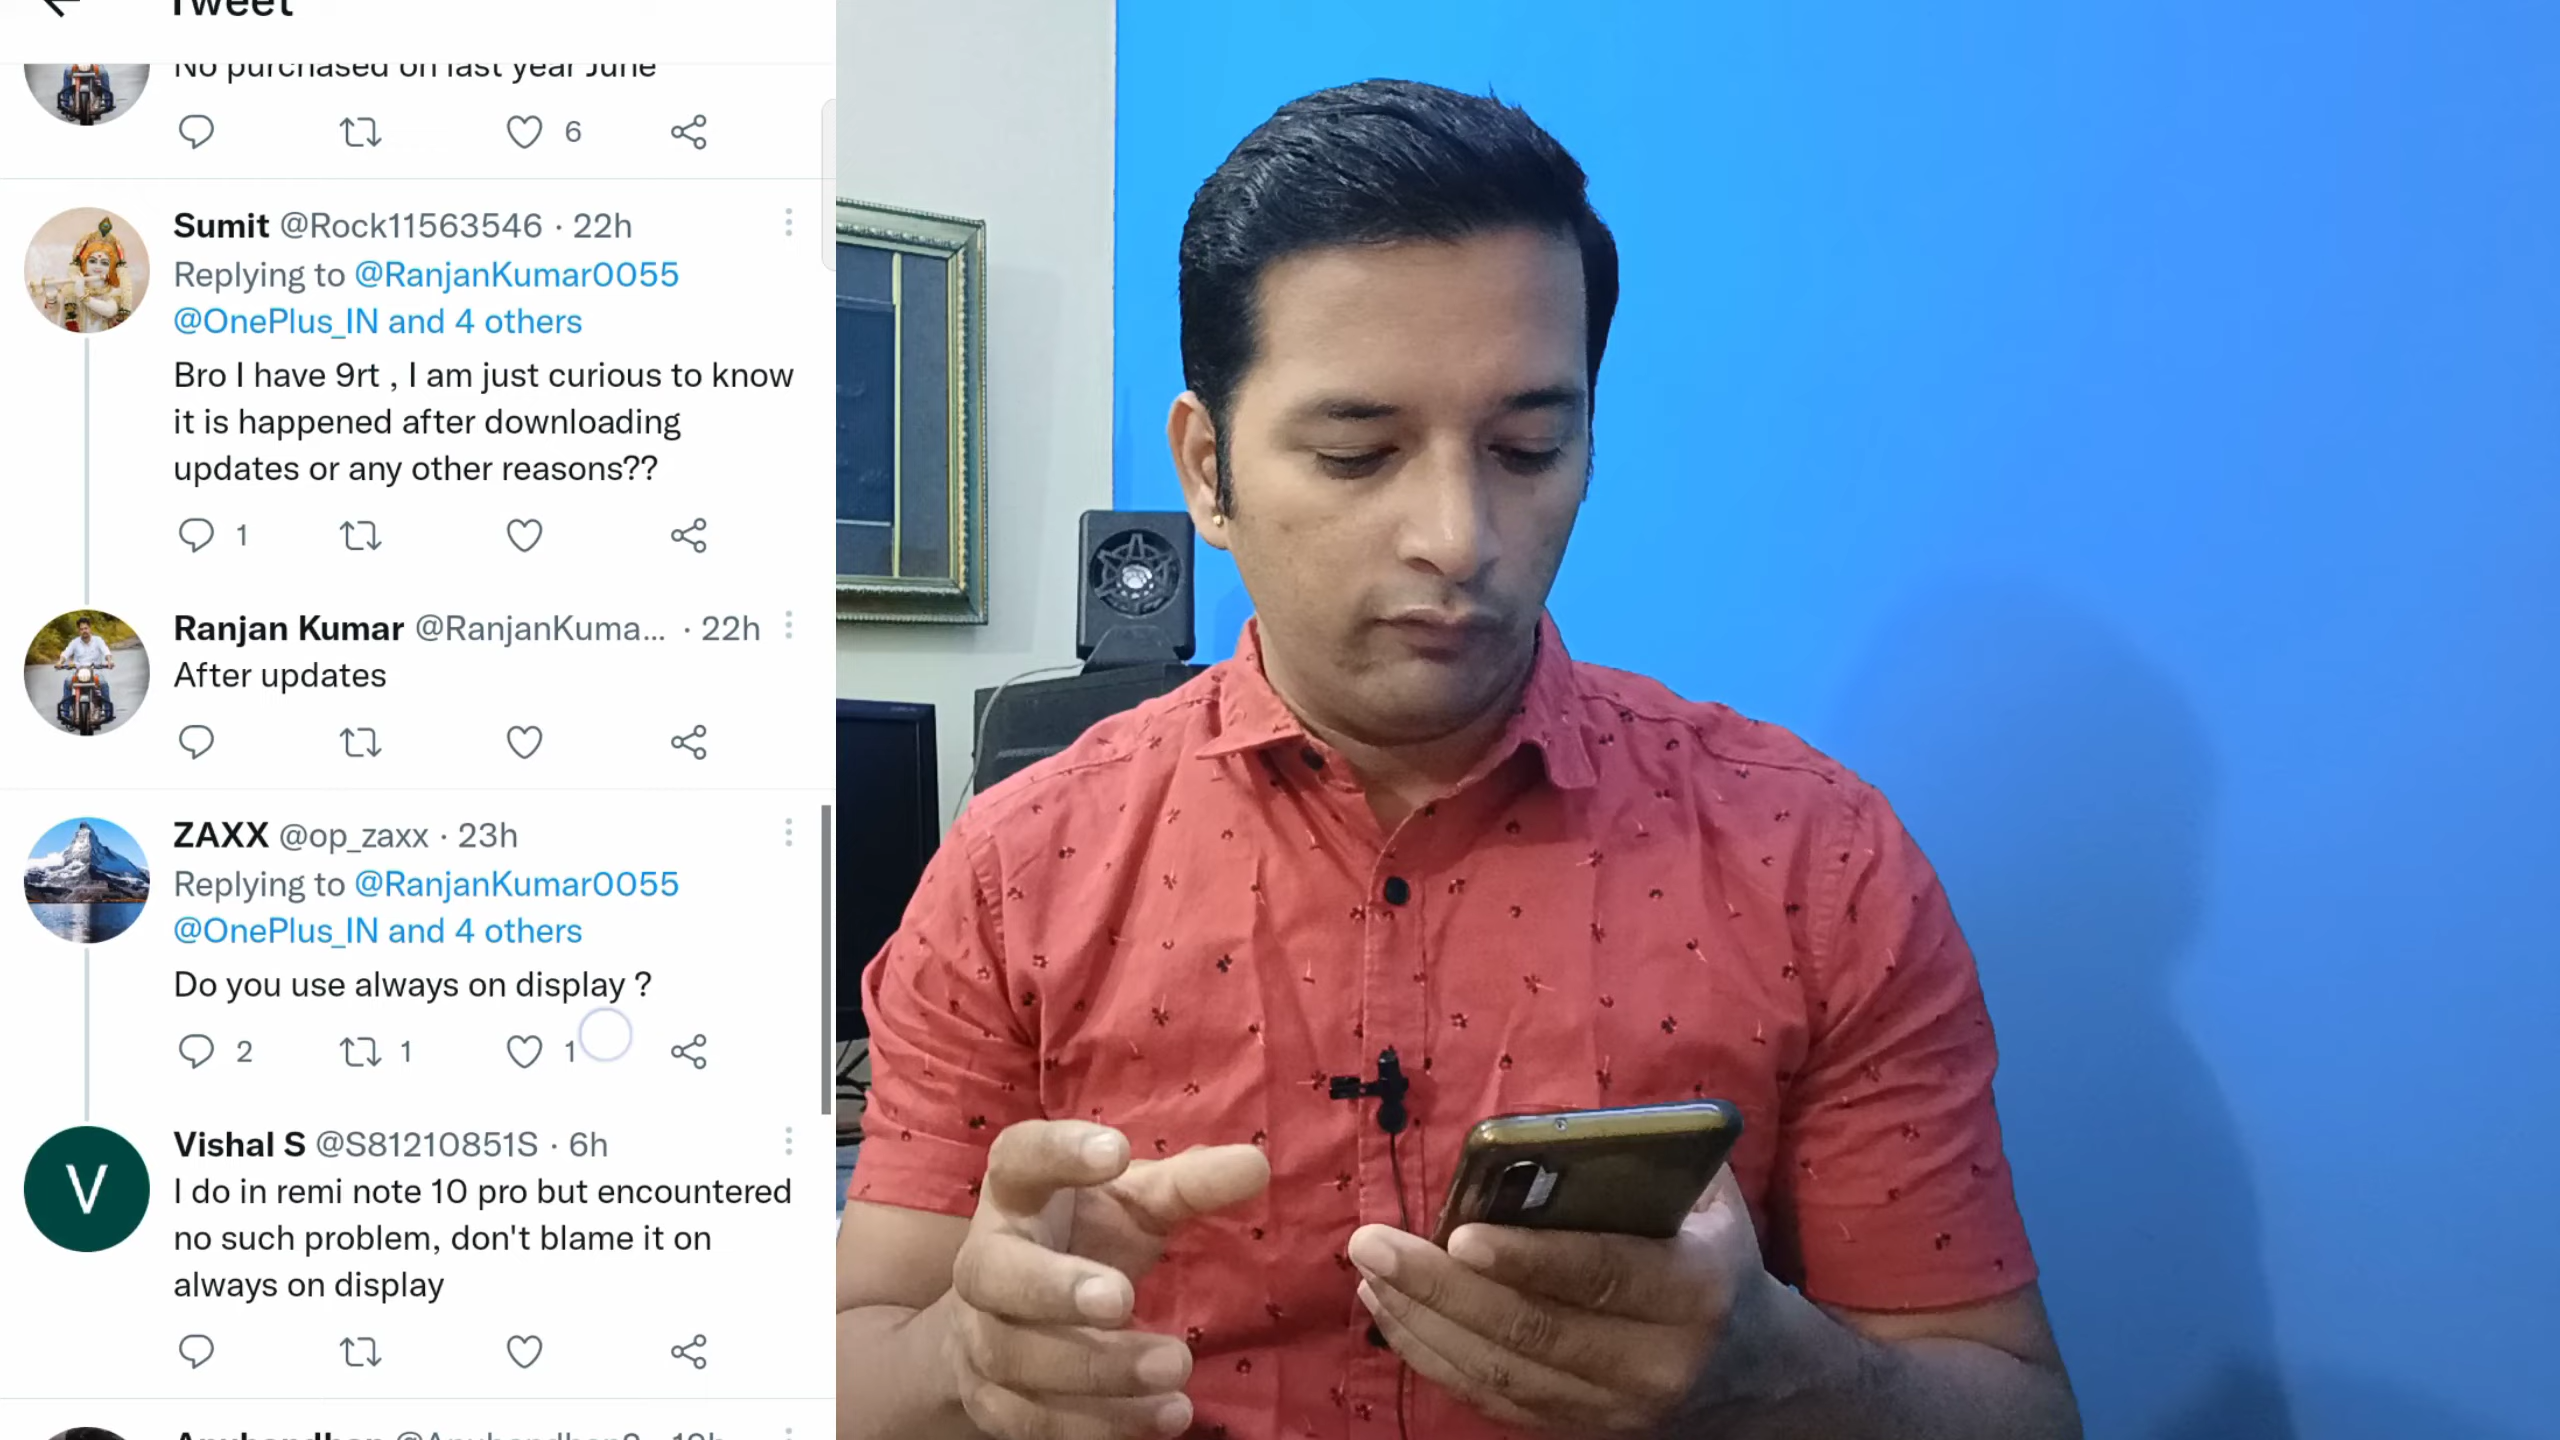 Tweet
No purchased on last year June
6
Sumit @Rock11563546 · 22h
Replying to @RanjanKumar0055
@OnePlus_IN and 4 others
Bro I have 9rt , I am just curious to know
it is happened after downloading
updates or any other reasons??
1
Ranjan Kumar @RanjanKuma... · 22h
After updates
ZAXX @op_zaxx · 23h
Replying to @RanjanKumar0055
@OnePlus_IN and 4 others
Do you use always on display ?
2 1 1
Vishal S @S81210851S · 6h
I do in remi note 10 pro but encountered
no such problem, don't blame it on
always on display
V